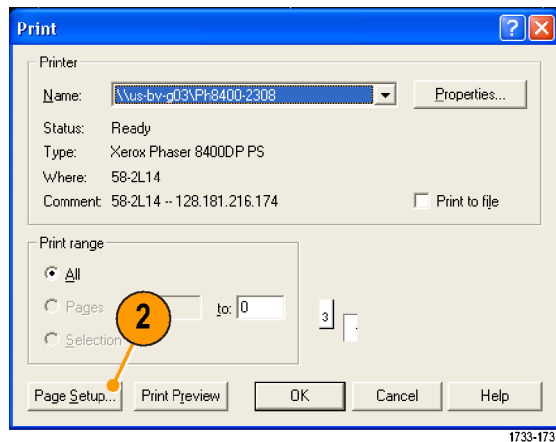 Print
Printer
Name: \\us-bv-g03\Ph8400-2308 Properties...
Status: Ready
Type: Xerox Phaser 8400DP PS
Where: 58-2L14
Comment: 58-2L14 -- 128.181.216.174 Print to file
Print range
All
Pages to: 0
Selection
2
3
Page Setup... Print Preview OK Cancel Help
1733-173